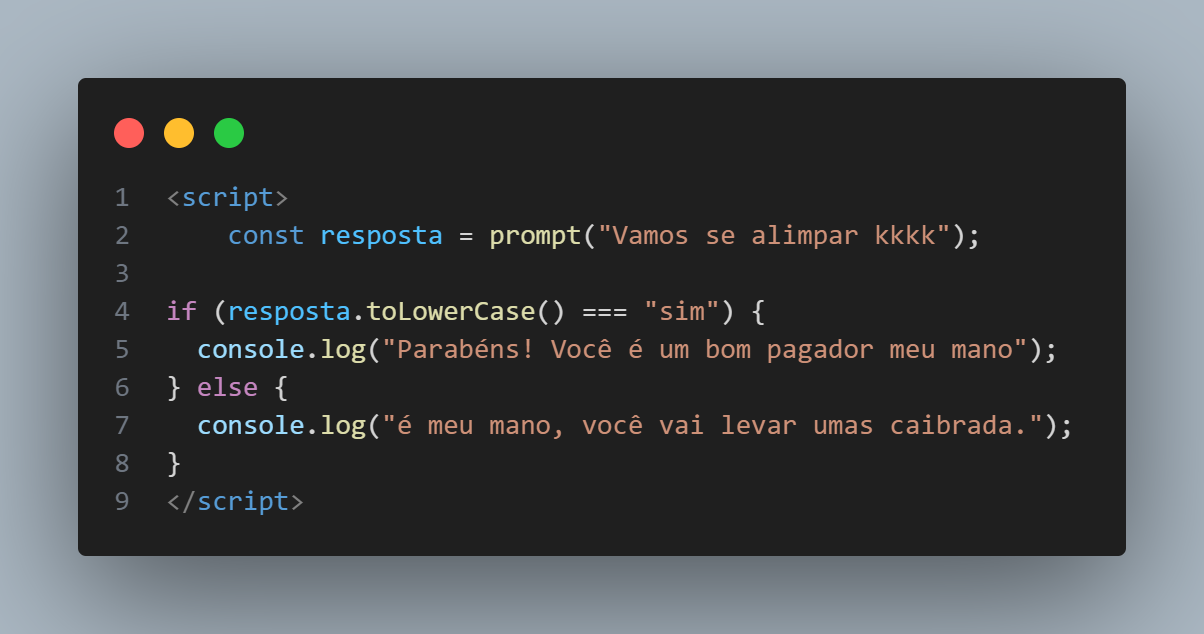 1 <script>
2 const resposta = prompt("Vamos se alimpar kkkk");
3
4 if (resposta.toLowerCase() === "sim") {
5 console.log("Parabéns! Você é um bom pagador meu mano");
6 } else {
7 console.log("é meu mano, você vai levar umas caibrada.");
8 }
9 </script>